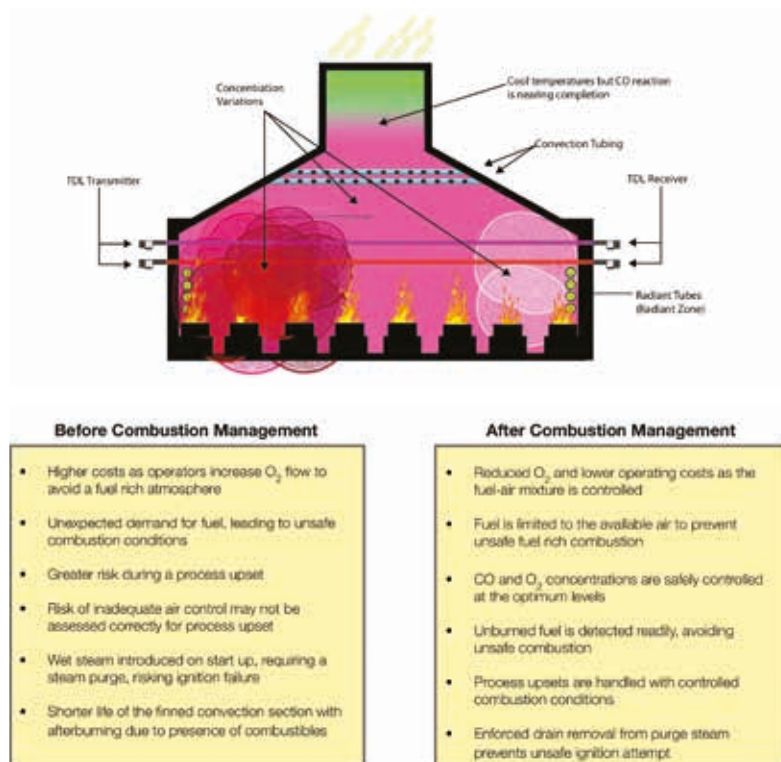 Concentration
Variations
Cool temperatures but CO reaction
is nearing completion
Convection Tubing
TDL Transmitter
TDL Receiver
Radiant Tubes
(Radiant Zone)
Before Combustion Management
• Higher costs as operators increase O₂ flow to
avoid a fuel rich atmosphere
• Unexpected demand for fuel, leading to unsafe
combustion conditions
• Greater risk during a process upset
• Risk of inadequate air control may not be
assessed correctly for process upset
• Wet steam introduced on start up, requiring a
steam purge, risking ignition failure
• Shorter life of the finned convection section with
afterburning due to presence of combustibles
After Combustion Management
• Reduced O₂ and lower operating costs as the
fuel-air mixture is controlled
• Fuel is limited to the available air to prevent
unsafe fuel rich combustion
• CO and O₂ concentrations are safely controlled
at the optimum levels
• Unburned fuel is detected readily, avoiding
unsafe combustion
• Process upsets are handled with controlled
combustion conditions
• Enforced drain removal from purge steam
prevents unsafe ignition attempt